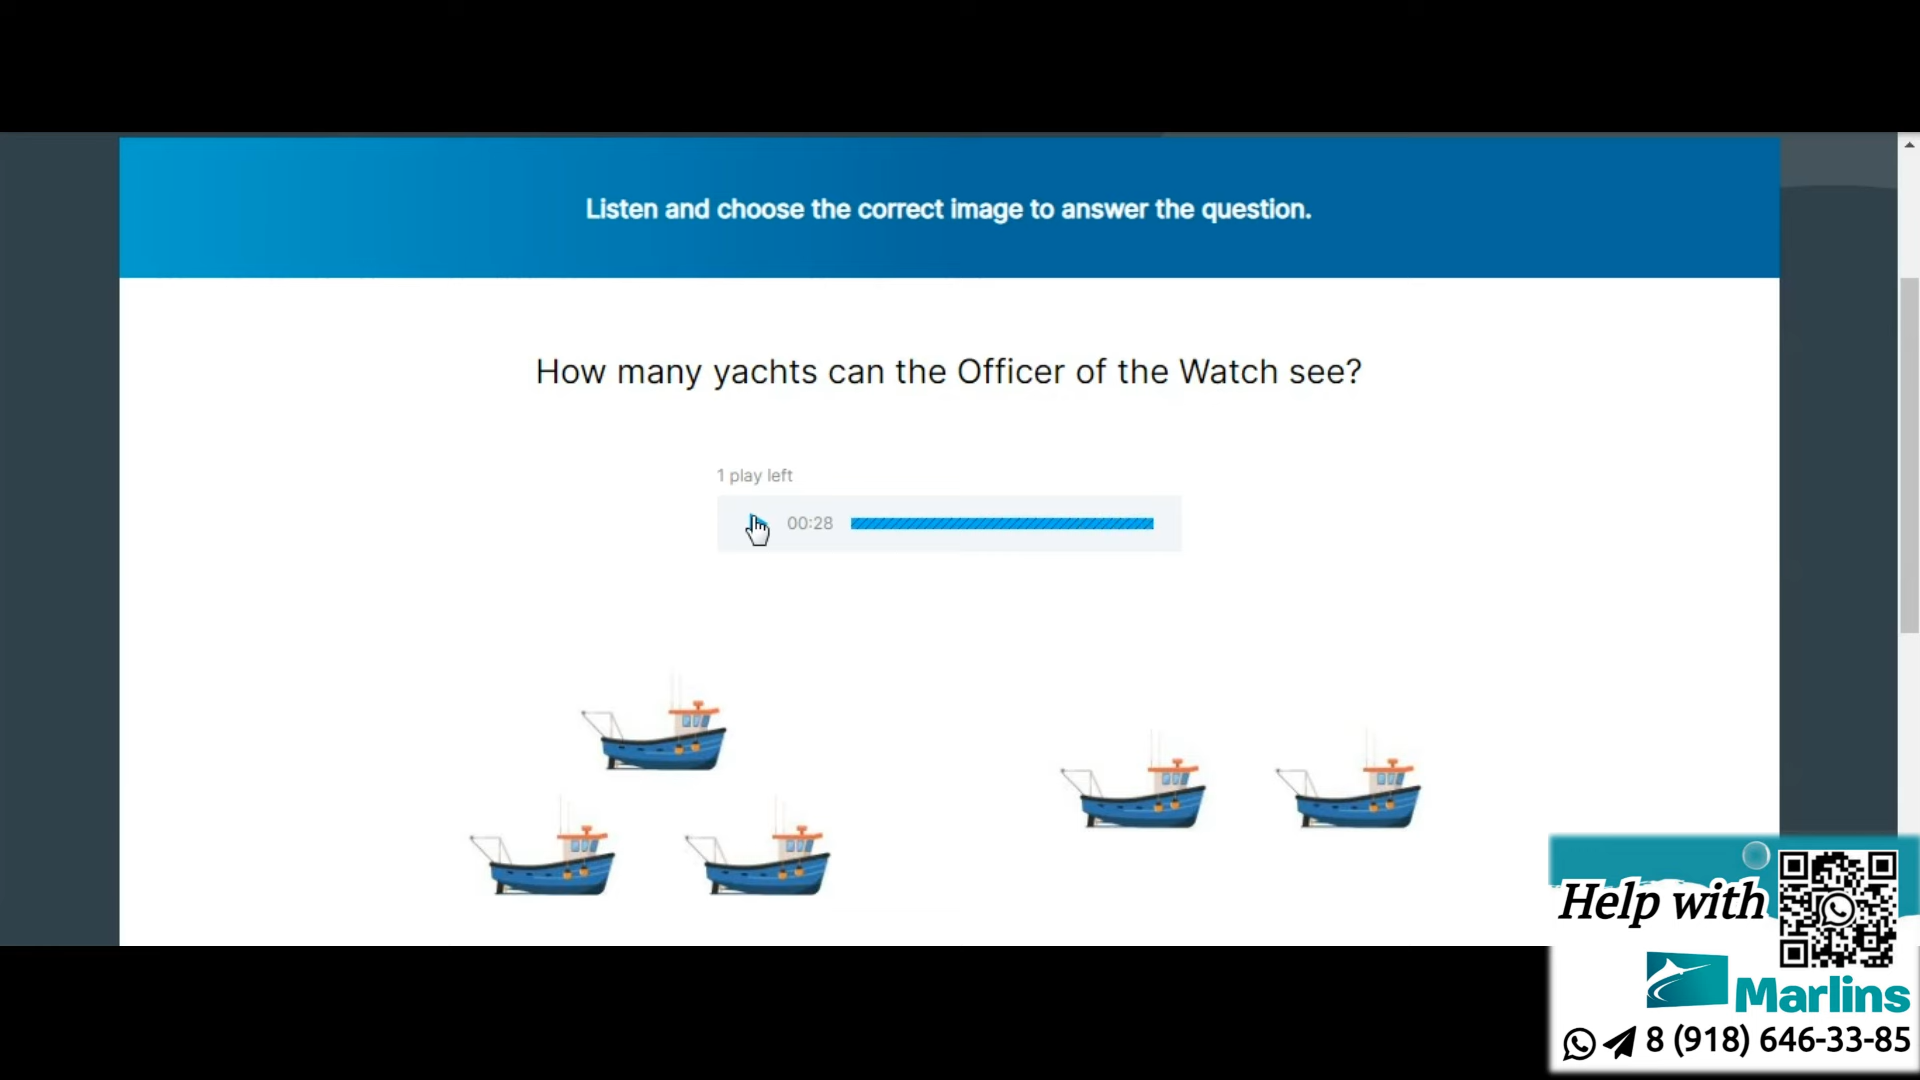 Listen and choose the correct image to answer the question.
How many yachts can the Officer of the Watch see?
1 play left
00:28
Help with
Marlins
8 (918) 646-33-85